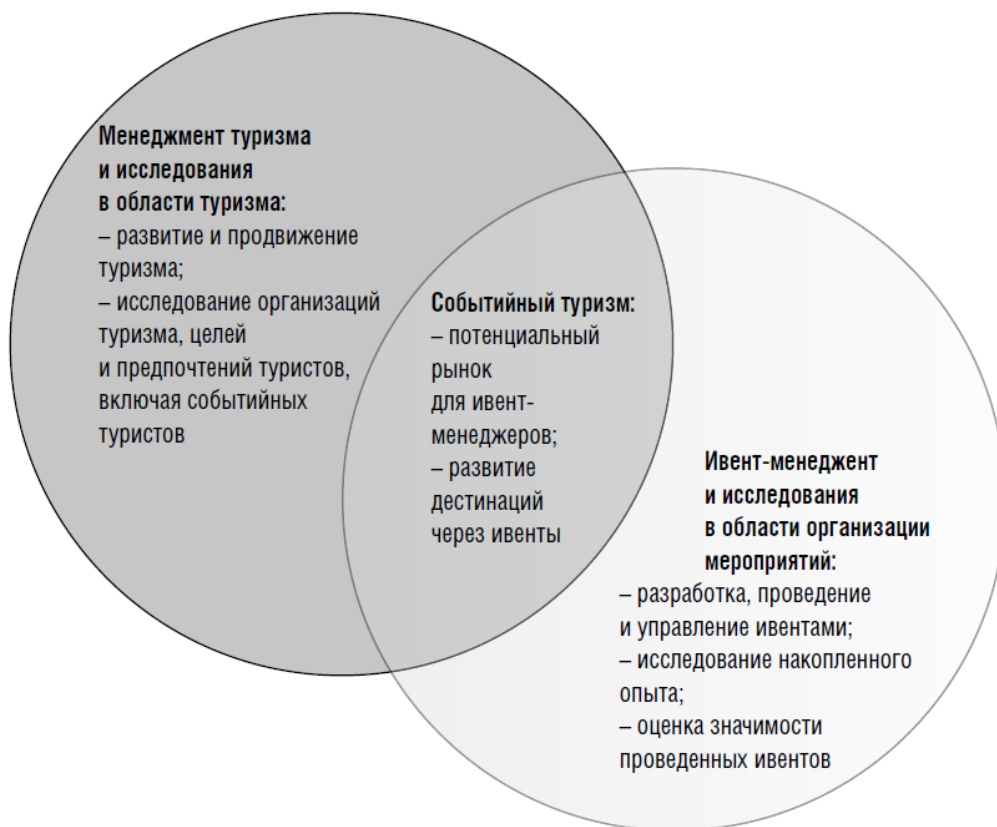 Менеджмент туризма
и исследования
в области туризма:
– развитие и продвижение
туризма;
– исследование организаций
туризма, целей
и предпочтений туристов,
включая событийных
туристов
Событийный туризм:
– потенциальный
рынок
для ивент-
менеджеров;
– развитие
дестинаций
через ивенты
Ивент-менеджент
и исследования
в области организации
мероприятий:
– разработка, проведение
и управление ивентами;
– исследование накопленного
опыта;
– оценка значимости
проведенных ивентов